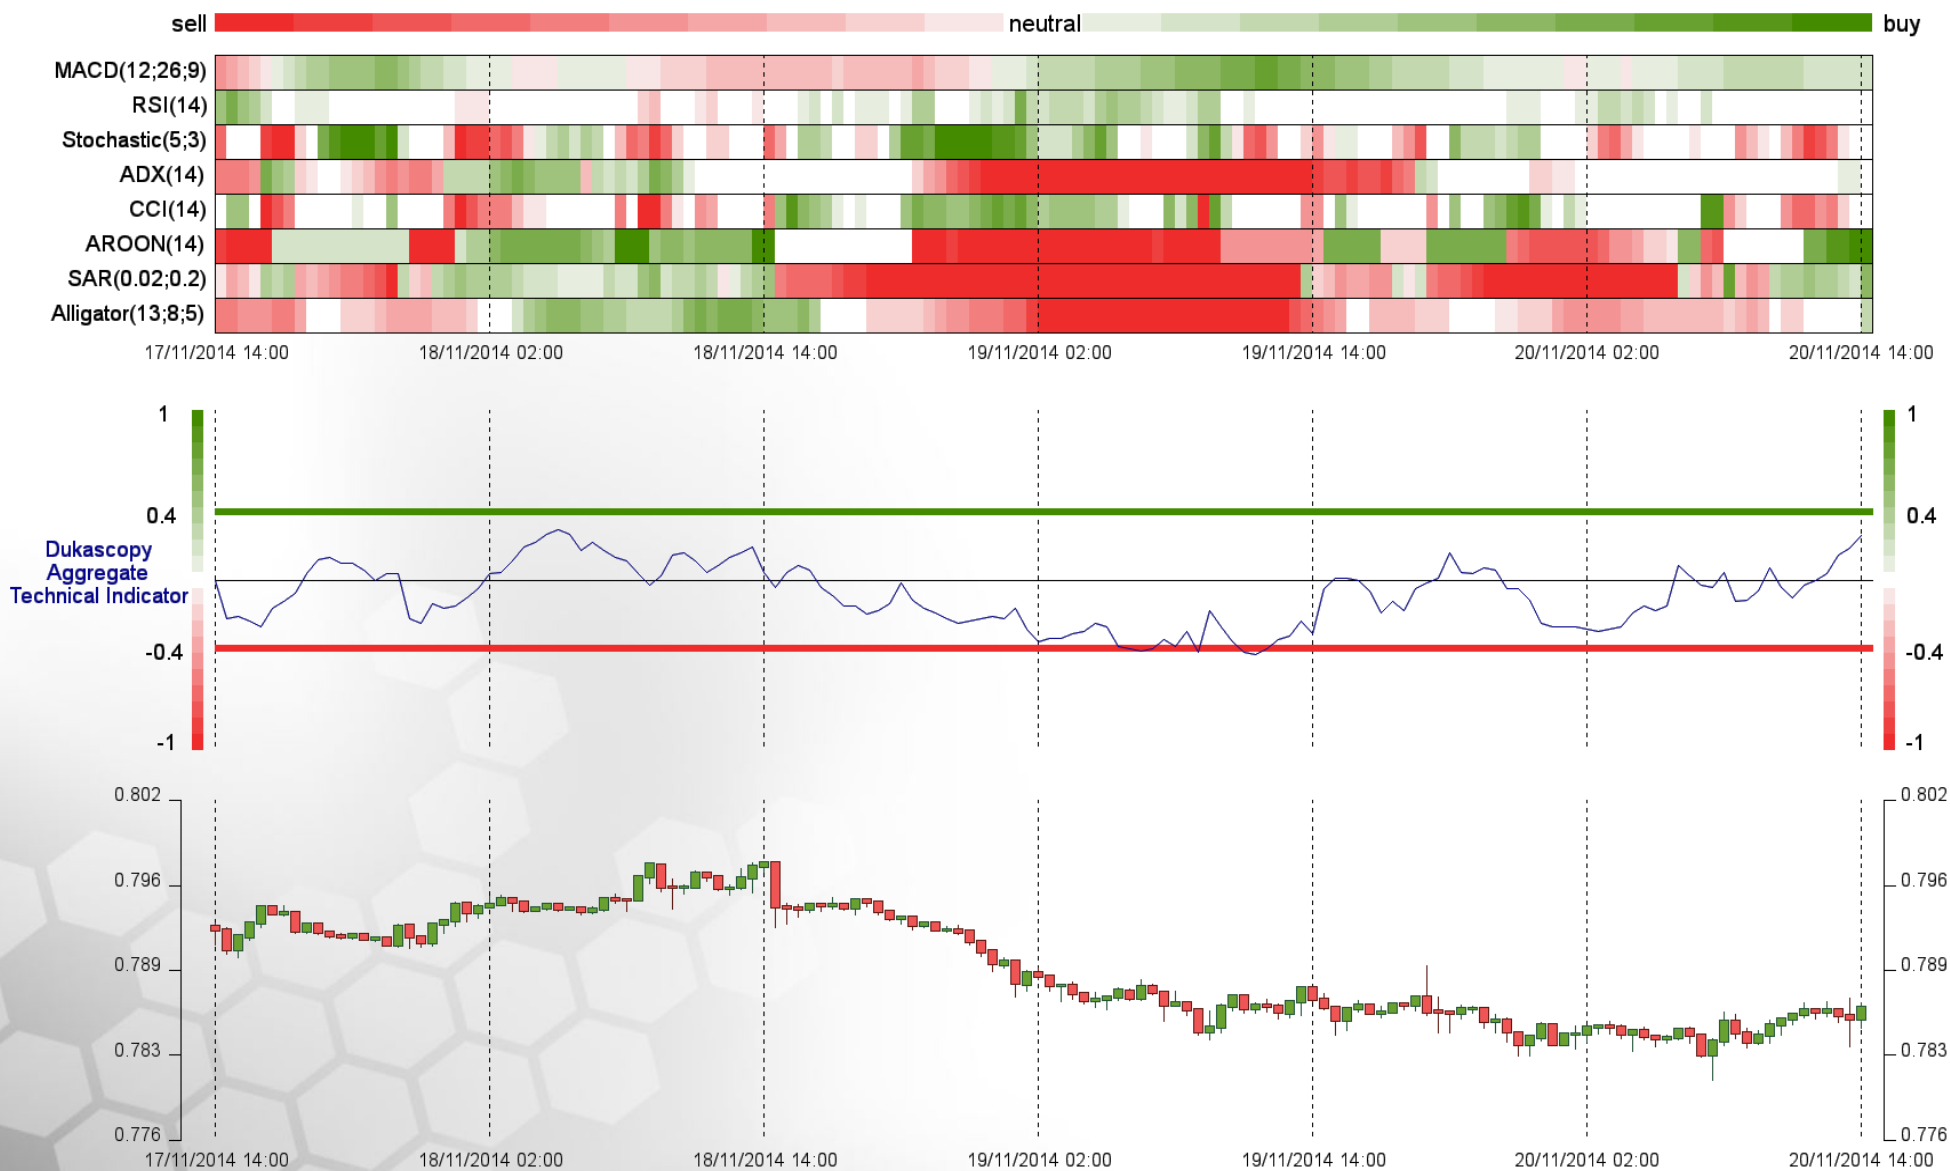 sell neutral buy
MACD(12;26;9)
RSI(14)
Stochastic(5;3)
ADX(14)
CCI(14)
AROON(14)
SAR(0.02;0.2)
Alligator(13;8;5)
17/11/2014 14:00 18/11/2014 02:00 18/11/2014 14:00 19/11/2014 02:00 19/11/2014 14:00 20/11/2014 02:00 20/11/2014 14:00
1 1
0.4 0.4
Dukascopy
Aggregate
Technical Indicator
-0.4 -0.4
-1 -1
0.802 0.802
0.796 0.796
0.789 0.789
0.783 0.783
0.776 0.776
17/11/2014 14:00 18/11/2014 02:00 18/11/2014 14:00 19/11/2014 02:00 19/11/2014 14:00 20/11/2014 02:00 20/11/2014 14:00